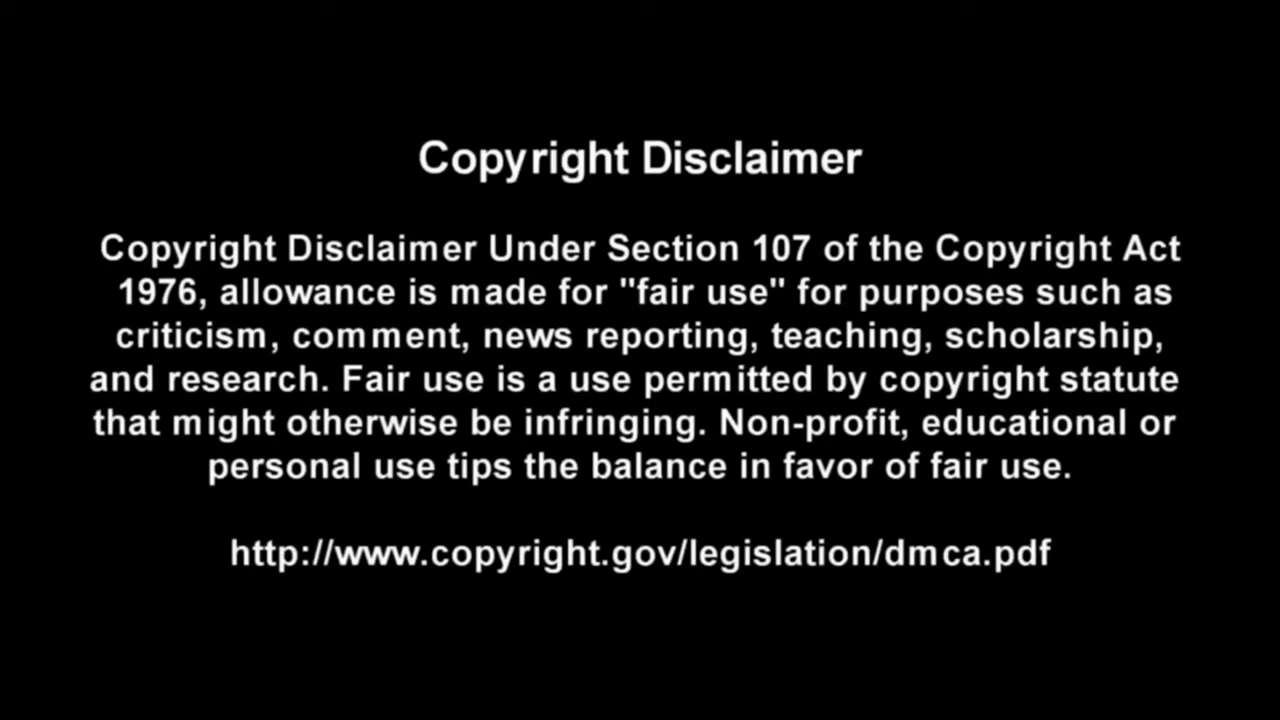 Copyright Disclaimer
Copyright Disclaimer Under Section 107 of the Copyright Act
1976, allowance is made for "fair use" for purposes such as
criticism, comment, news reporting, teaching, scholarship,
and research. Fair use is a use permitted by copyright statute
that might otherwise be infringing. Non-profit, educational or
personal use tips the balance in favor of fair use.
http://www.copyright.gov/legislation/dmca.pdf